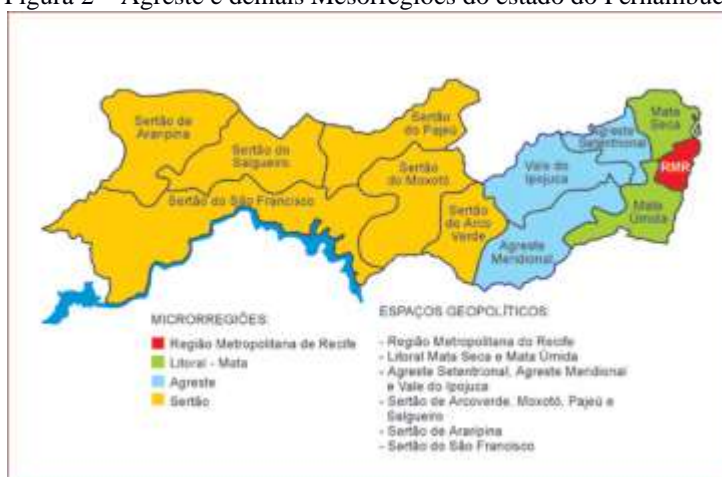 Figura 2 – Agreste e demais Mesorregiões do estado do Pernambuc
Sertão de
Araripina
Sertão do
Salgueiro
Sertão
do Pajeú
Sertão
do Moxotó
Sertão do São Francisco
Sertão
de Arco
Verde
Vale do
Ipojuca
Agreste
Setentrional
Agreste
Meridional
Mata
Seca
RMR
Mata
Úmida
MICRORREGIÕES:
Região Metropolitana de Recife
Litoral - Mata
Agreste
Sertão
ESPAÇOS GEOPOLÍTICOS:
- Região Metropolitana do Recife
- Litoral Mata Seca e Mata Úmida
- Agreste Setentrional, Agreste Meridional
e Vale do Ipojuca
- Sertão de Arcoverde, Moxotó, Pajeú e
Salgueiro
- Sertão de Araripina
- Sertão do São Francisco